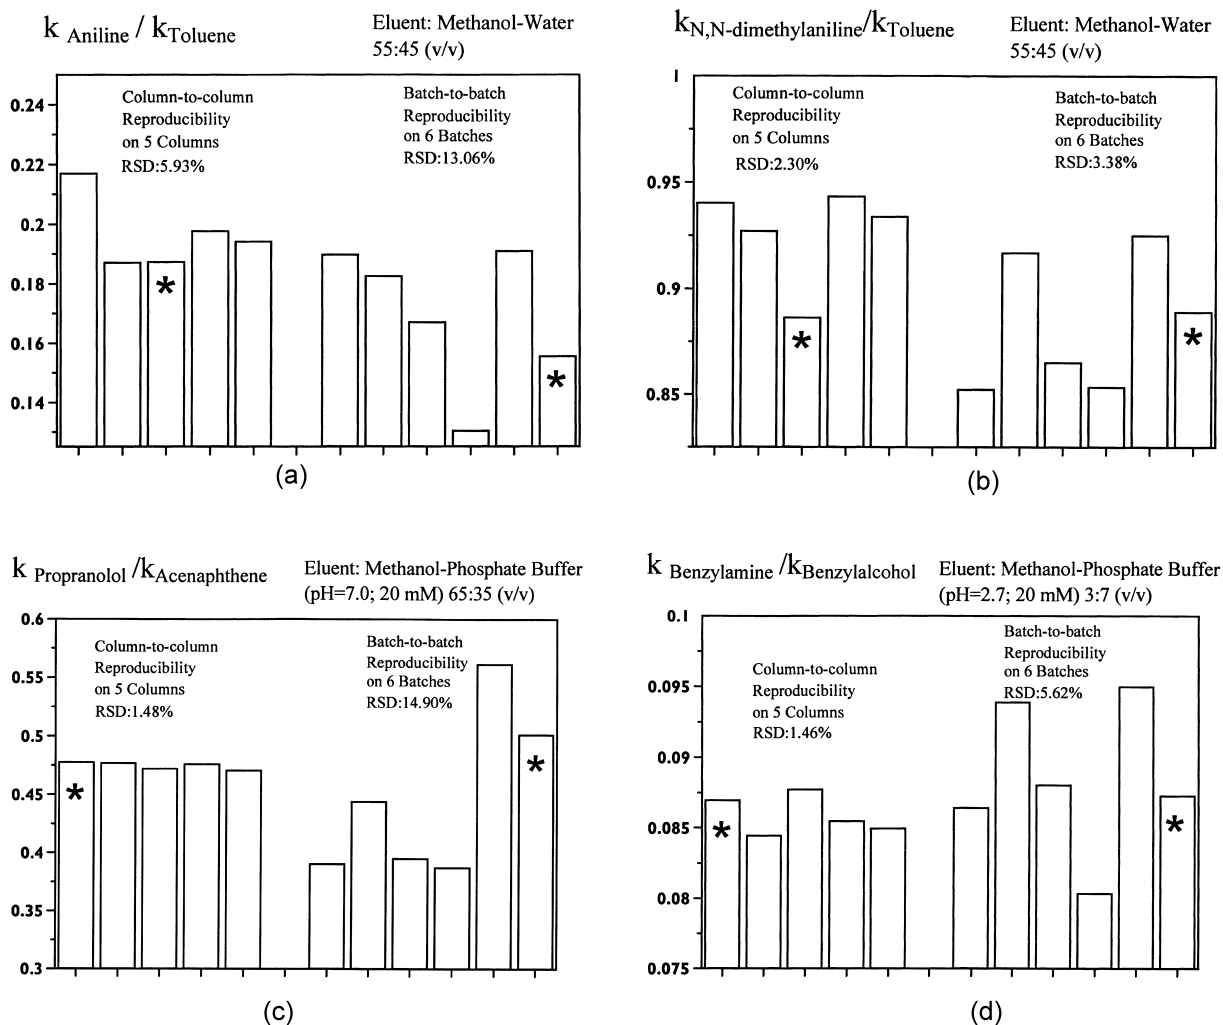 k Aniline / kToluene
Eluent: Methanol-Water
55:45 (v/v)
Column-to-column
Reproducibility
on 5 Columns
RSD:5.93%
Batch-to-batch
Reproducibility
on 6 Batches
RSD:13.06%
0.24
0.22
0.2
0.18
0.16
0.14
*
*
(a)
kN,N-dimethylaniline/kToluene
Eluent: Methanol-Water
55:45 (v/v)
Column-to-column
Reproducibility
on 5 Columns
RSD:2.30%
Batch-to-batch
Reproducibility
on 6 Batches
RSD:3.38%
1
0.95
0.9
0.85
*
*
(b)
k Propranolol /kAcenaphthene
Eluent: Methanol-Phosphate Buffer
(pH=7.0; 20 mM) 65:35 (v/v)
Column-to-column
Reproducibility
on 5 Columns
RSD:1.48%
Batch-to-batch
Reproducibility
on 6 Batches
RSD:14.90%
0.6
0.55
0.5
0.45
0.4
0.35
0.3
*
*
(c)
k Benzylamine /kBenzylalcohol
Eluent: Methanol-Phosphate Buffer
(pH=2.7; 20 mM) 3:7 (v/v)
Column-to-column
Reproducibility
on 5 Columns
RSD:1.46%
Batch-to-batch
Reproducibility
on 6 Batches
RSD:5.62%
0.1
0.095
0.09
0.085
0.08
0.075
*
*
(d)